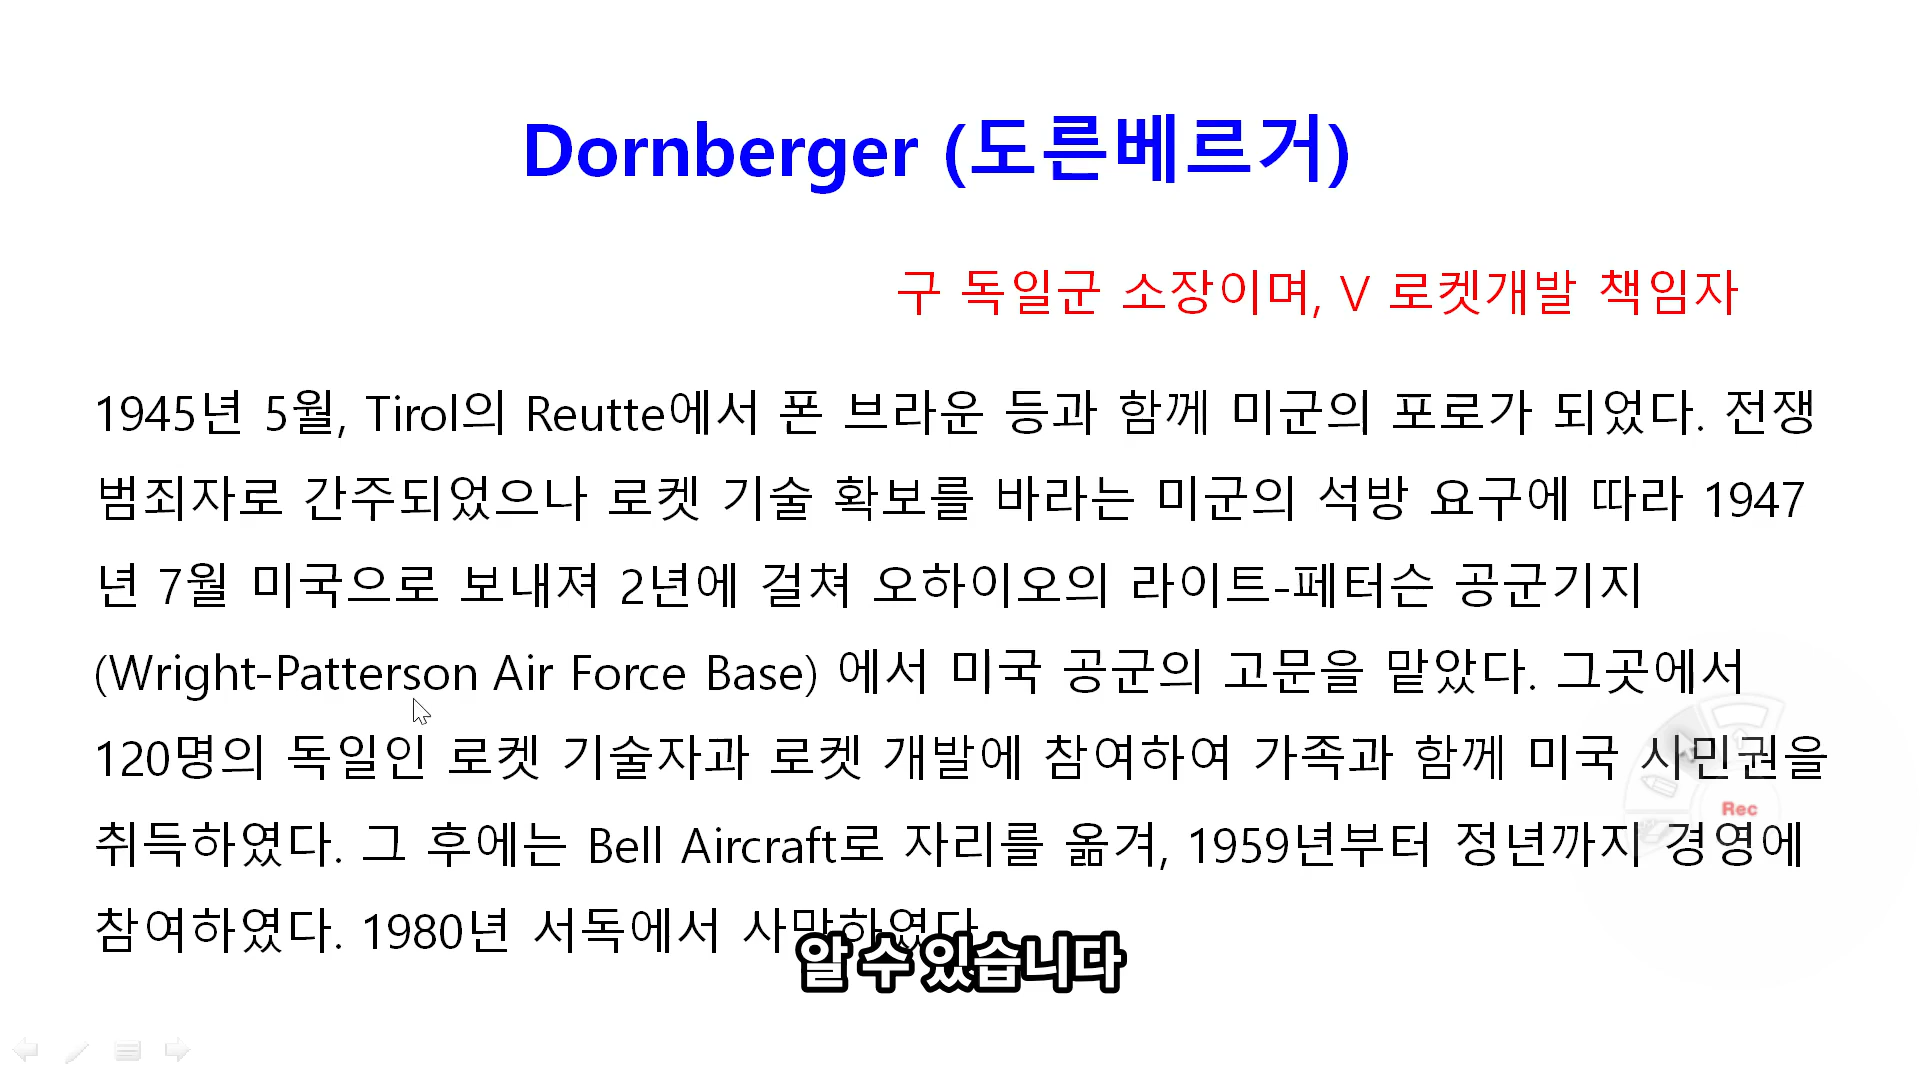 Dornberger (도른베르거)
구 독일군 소장이며, V 로켓개발 책임자
1945년 5월, Tirol의 Reutte에서 폰 브라운 등과 함께 미군의 포로가 되었다. 전쟁
범죄자로 간주되었으나 로켓 기술 확보를 바라는 미군의 석방 요구에 따라 1947
년 7월 미국으로 보내져 2년에 걸쳐 오하이오의 라이트-페터슨 공군기지
(Wright-Patterson Air Force Base) 에서 미국 공군의 고문을 맡았다. 그곳에서
120명의 독일인 로켓 기술자과 로켓 개발에 참여하여 가족과 함께 미국 시민권을
Rec
취득하였다. 그 후에는 Bell Aircraft로 자리를 옮겨, 1959년부터 정년까지 경영에
참여하였다. 1980년 서독에서 사망하였다
알 수 있습니다